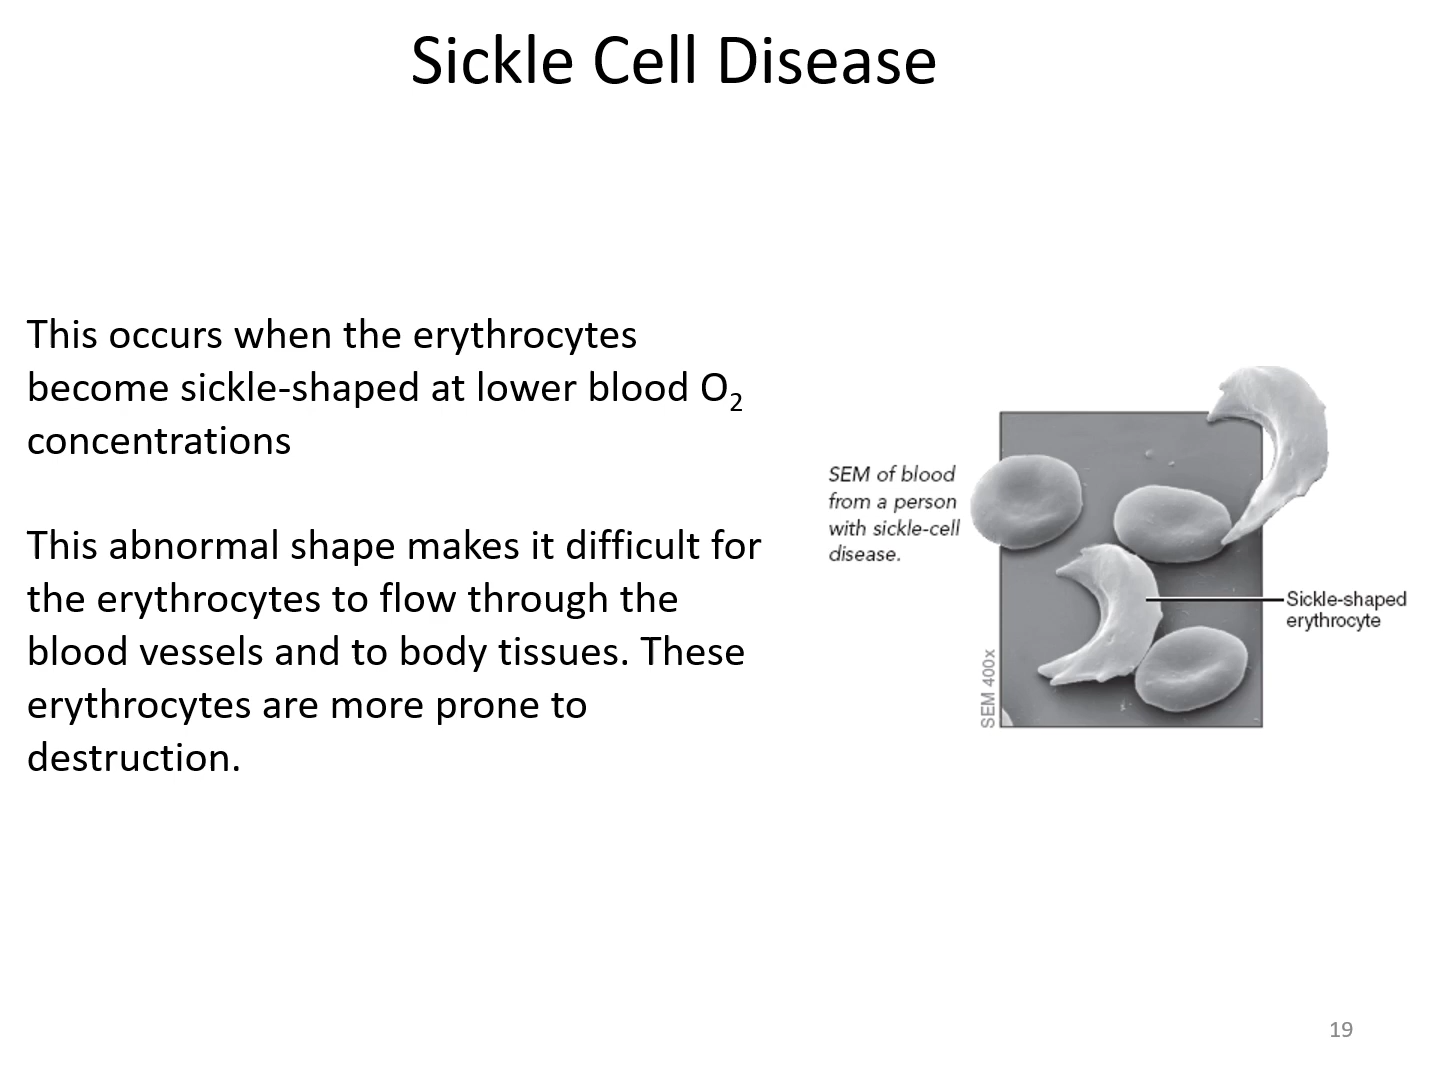 Sickle Cell Disease
This occurs when the erythrocytes
become sickle-shaped at lower blood O₂
concentrations
This abnormal shape makes it difficult for
the erythrocytes to flow through the
blood vessels and to body tissues. These
erythrocytes are more prone to
destruction.
SEM of blood
from a person
with sickle-cell
disease.
SEM 400x
Sickle-shaped
erythrocyte
19